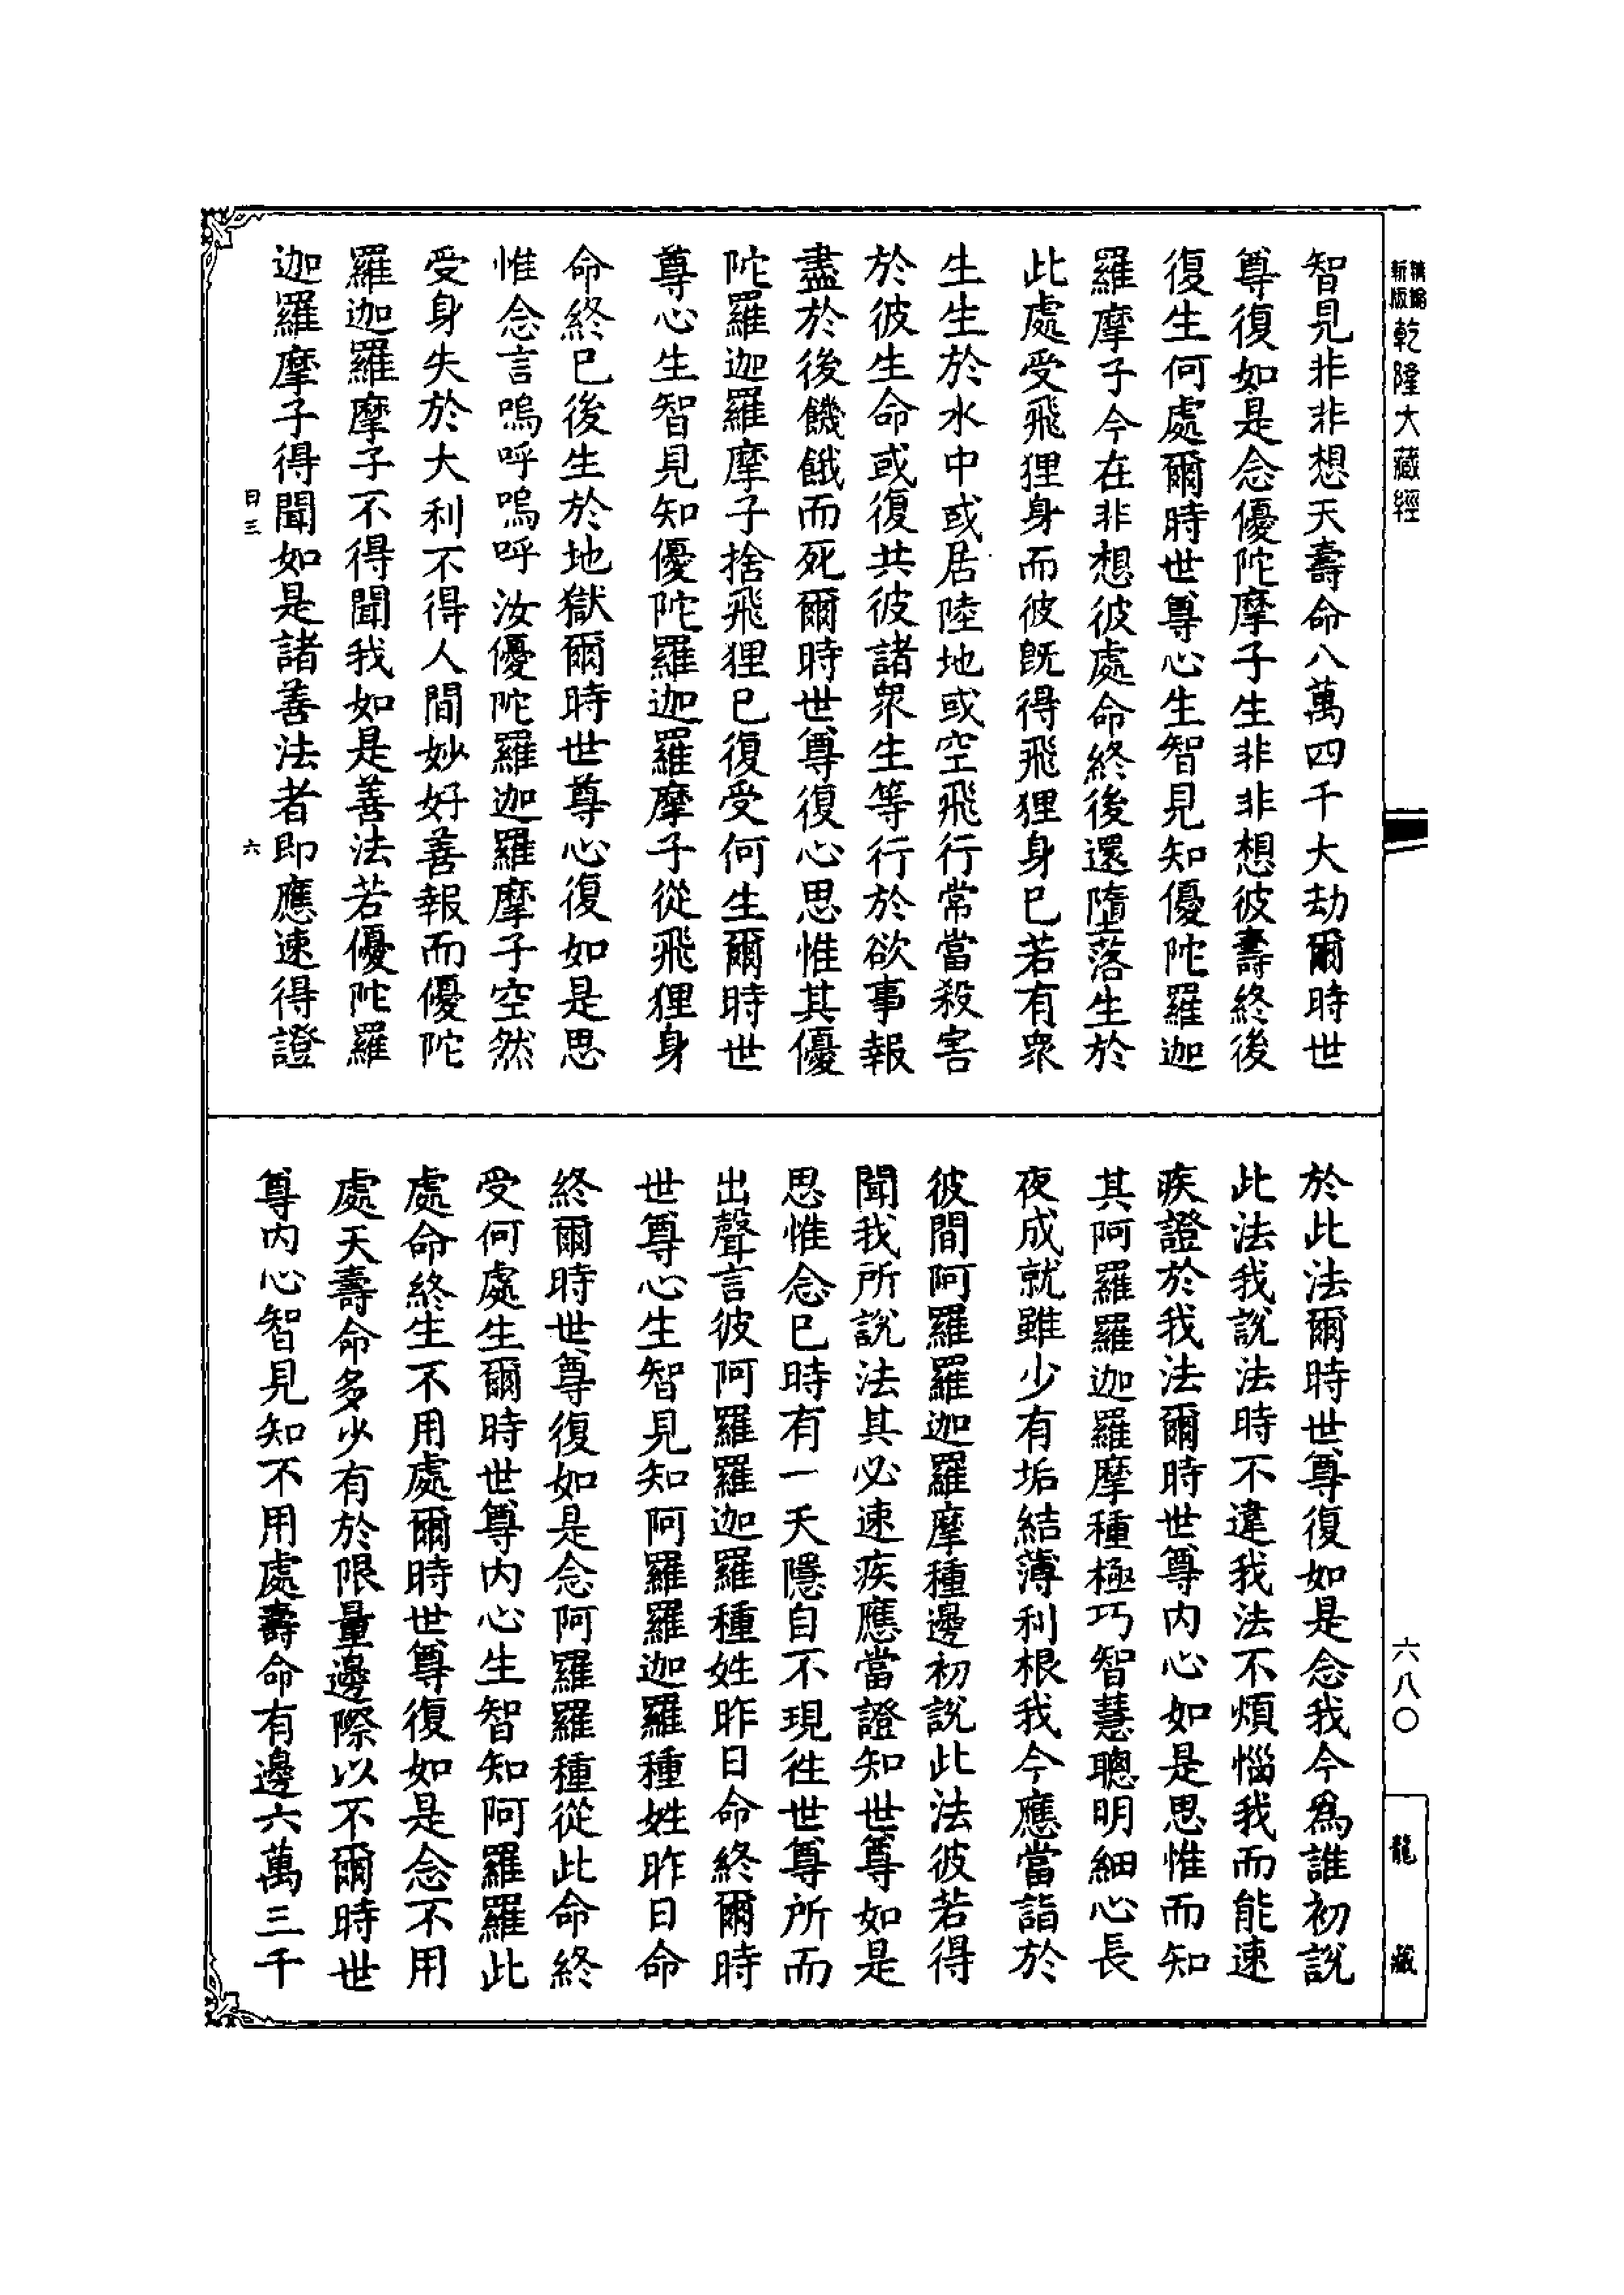 精編
新版
乾隆大藏經
六八〇
龍藏
智見非非想天壽命八萬四千大劫爾時世
尊復如是念優陀摩子生非非想彼壽終後
復生何處爾時世尊心生智見知優陀羅迦
羅摩子今在非想彼處命終後還墮落生於
此處受飛狸身而彼既得飛狸身已若有眾
生生於水中或居陸地或空飛行常當殺害
於彼生命或復共彼諸眾生等行於欲事報
盡於後饑餓而死爾時世尊復心思惟其優
陀羅迦羅摩子捨飛狸已復受何生爾時世
尊心生智見知優陀羅迦羅摩子從飛狸身
命終已後生於地獄爾時世尊心復如是思
惟念言嗚呼嗚呼汝優陀羅迦羅摩子空然
受身失於大利不得人間妙好善報而優陀
羅迦羅摩子不得聞我如是善法若優陀羅
迦羅摩子得聞如是諸善法者即應速得證
曰三
六
於此法爾時世尊復如是念我今為誰初說
此法我說法時不違我法不煩惱我而能速
疾證於我法爾時世尊內心如是思惟而知
其阿羅羅迦羅摩種極巧智慧聰明細心長
夜成就雖少有垢結薄利根我今應當詣於
彼間阿羅羅迦羅摩種邊初說此法彼若得
聞我所說法其必速疾應當證知世尊如是
思惟念已時有一天隱自不現往世尊所而
出聲言彼阿羅羅迦羅種姓昨日命終爾時
世尊心生智見知阿羅羅迦羅種姓昨日命
終爾時世尊復如是念阿羅羅種從此命終
受何處生爾時世尊內心生智知阿羅羅此
處命終生不用處爾時世尊復如是念不用
處天壽命多少有於限量邊際以不爾時世
尊內心智見知不用處壽命有邊六萬三千